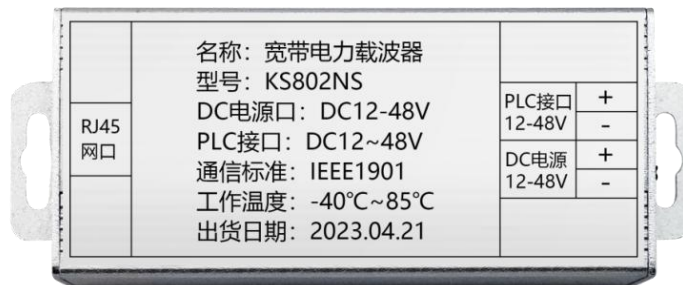 名称：宽带电力载波器
型号：KS802NS
DC电源口：DC12-48V
PLC接口：DC12~48V
通信标准：IEEE1901
工作温度：-40℃~85℃
出货日期：2023.04.21
RJ45
网口
PLC接口
12-48V
+
-
DC电源
12-48V
+
-